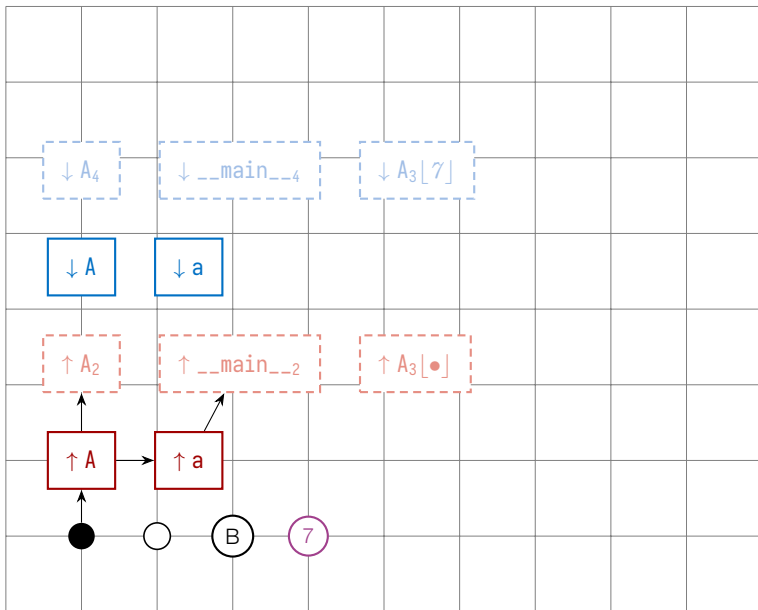 ↓ A₄ ↓ __main__₄ ↓ A₃⌊7⌋
↓ A ↓ a
↑ A₂ ↑ __main__₂ ↑ A₃⌊●⌋
↑ A ↑ a
B 7